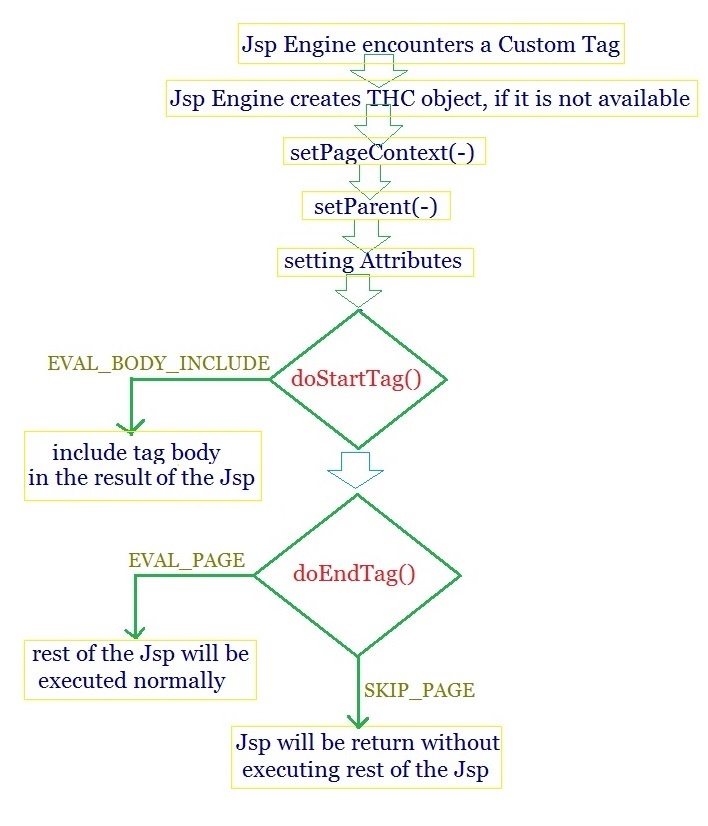 Jsp Engine encounters a Custom Tag
Jsp Engine creates THC object, if it is not available
setPageContext(-)
setParent(-)
setting Attributes
EVAL_BODY_INCLUDE
doStartTag()
include tag body
in the result of the Jsp
EVAL_PAGE
doEndTag()
rest of the Jsp will be
executed normally
SKIP_PAGE
Jsp will be return without
executing rest of the Jsp